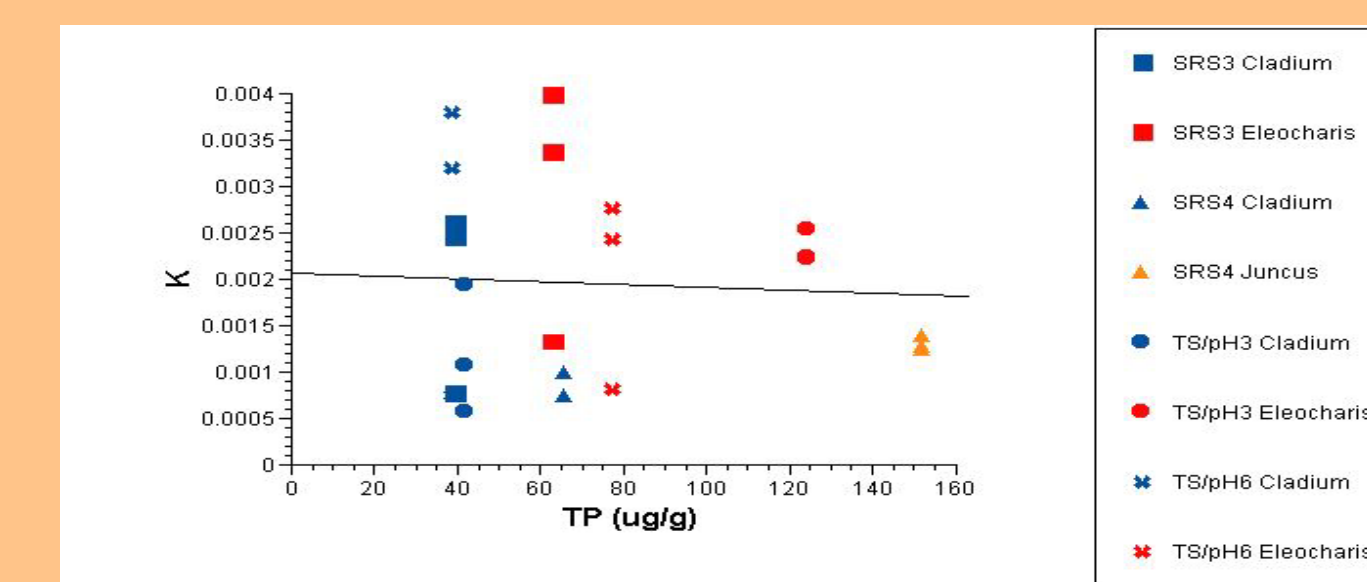 0.004
0.0035
0.003
0.0025
0.002
0.0015
0.001
0.0005
0
K
0 20 40 60 80 100 120 140 160
TP (ug/g)
SRS3 Cladium
SRS3 Eleocharis
SRS4 Cladium
SRS4 Juncus
TS/pH3 Cladium
TS/pH3 Eleocharis
TS/pH6 Cladium
TS/pH6 Eleocharis